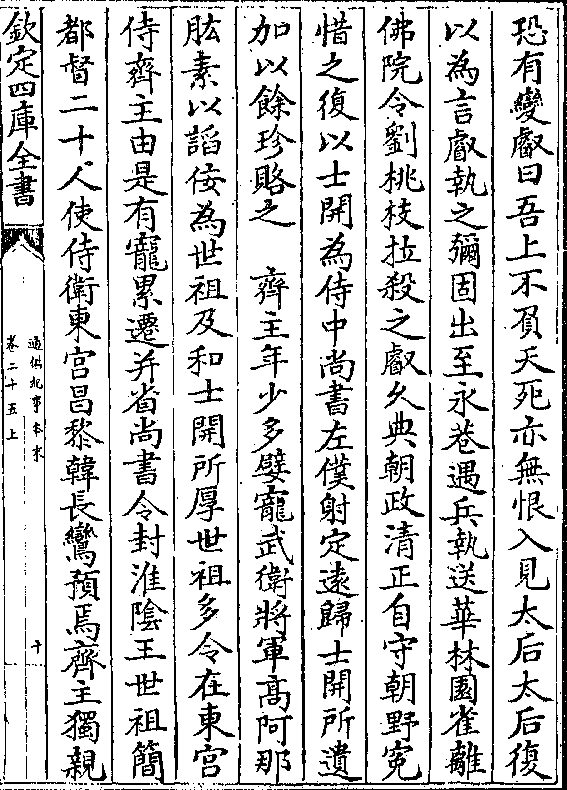 恐有變叡曰吾上不負天死亦無恨入見太后太后復
以為言叡執之彌固出至永巷遇兵執送華林園雀離
佛院令劉桃枝拉殺之叡久典朝政清正自守朝野寃
惜之復以士開為侍中尚書左僕射定遠歸士開所遺
加以餘珍賂之　齊主年少多嬖寵武衛將軍高阿那
肱素以謟佞為世祖及和士開所厚世祖多令在東宮
侍齊主由是有寵累遷并省尚書令封淮陰王世祖簡
都督二十人使侍衛東宮昌黎韓長鸞預焉齊主獨親
欽定四庫全書
通鑑紀事本末
卷二十五上
十